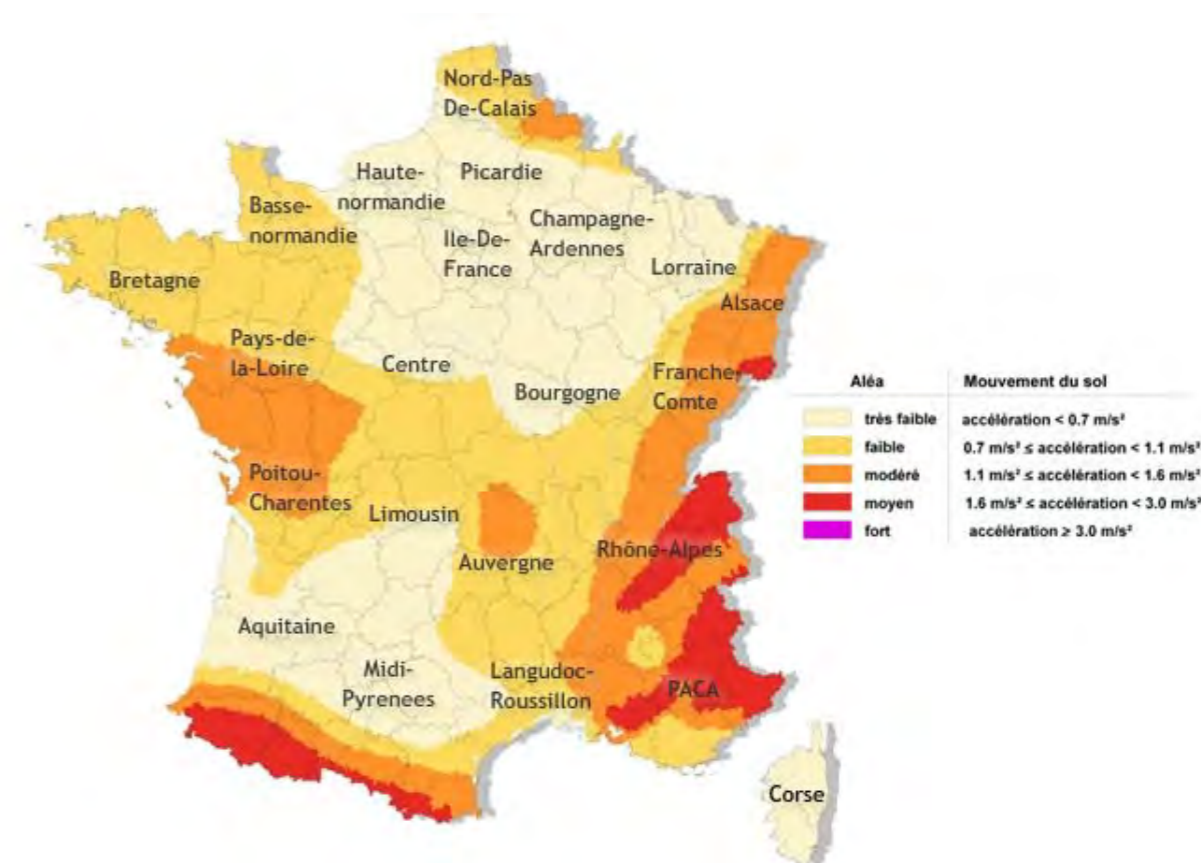 Nord-Pas
De-Calais
Haute-
normandie
Picardie
Basse-
normandie
Champagne-
Ardennes
Ile-De-
France
Lorraine
Bretagne
Alsace
Pays-de-
la-Loire
Centre
Bourgogne
Franche-
Comte
Poitou-
Charentes
Limousin
Auvergne
Rhône-Alpes
Aquitaine
Midi-
Pyrenees
Langudoc-
Roussillon
PACA
Corse
Aléa Mouvement du sol
très faible accélération < 0.7 m/s²
faible 0.7 m/s² ≤ accélération < 1.1 m/s²
modéré 1.1 m/s² ≤ accélération < 1.6 m/s²
moyen 1.6 m/s² ≤ accélération < 3.0 m/s²
fort accélération ≥ 3.0 m/s²